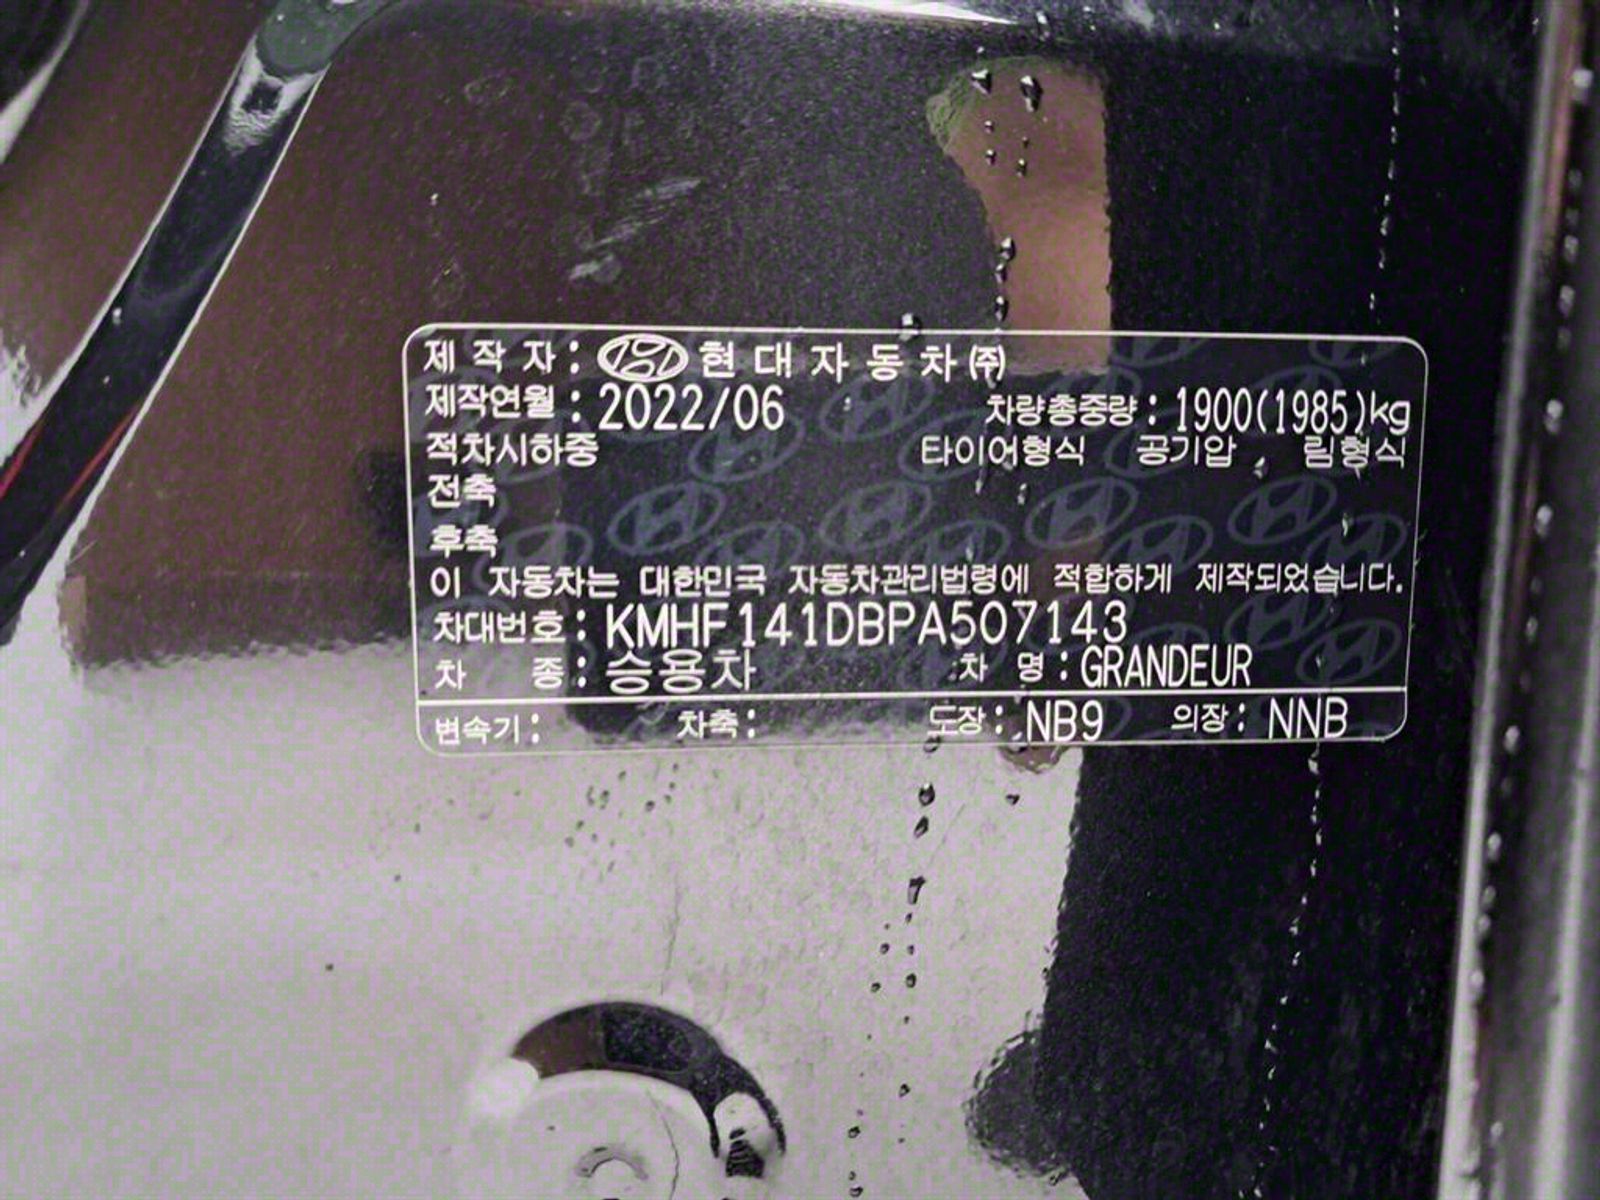 제 작 자 : 현 대 자 동 차 ㈜
제작연월 : 2022/06 차량총중량 : 1900(1985)kg
적차시하중 타이어형식 공기압 림형식
전축
후축
이 자동차는 대한민국 자동차관리법령에 적합하게 제작되었습니다.
차대번호 : KMHF141DBPA507143
차 종 : 승용차 차 명 : GRANDEUR
변속기 : 차축 : 도장 : NB9 의장 : NNB